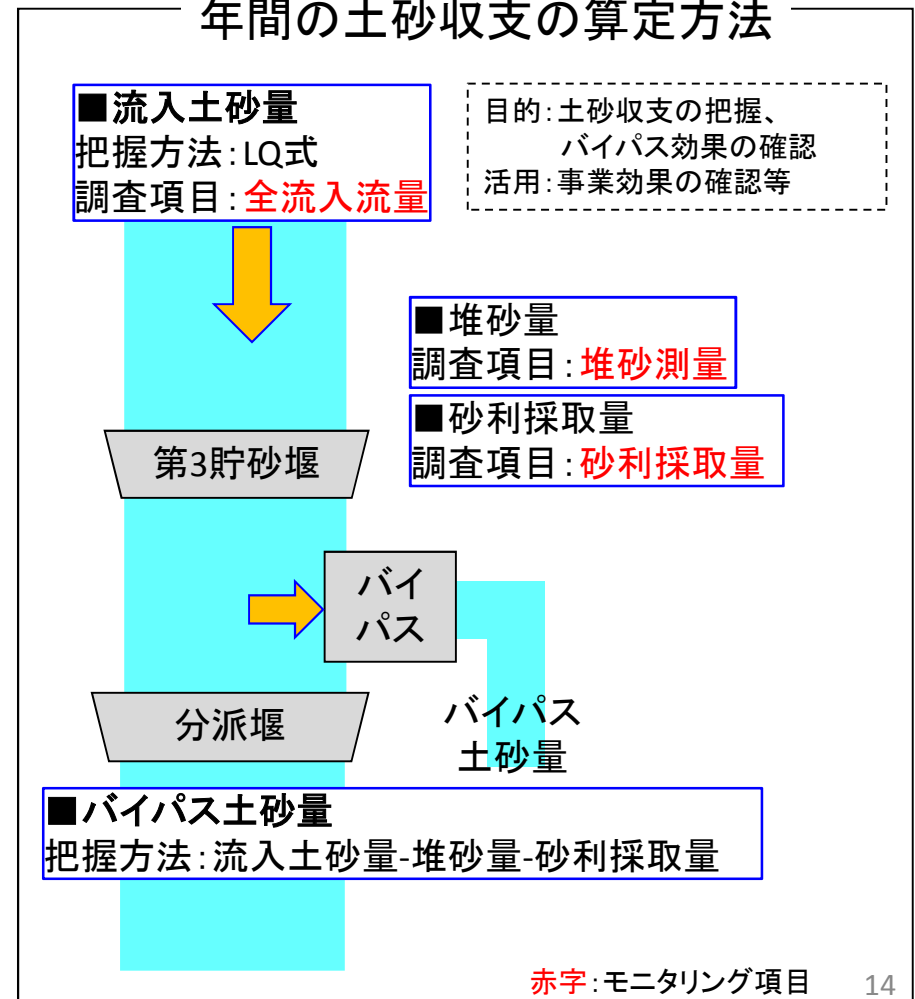 年間の土砂収支の算定方法
■流入土砂量
把握方法：LQ式
調査項目：全流入流量
目的：土砂収支の把握、
バイパス効果の確認
活用：事業効果の確認等
■堆砂量
調査項目：堆砂測量
■砂利採取量
調査項目：砂利採取量
第3貯砂堰
バイ
パス
分派堰
バイパス
土砂量
■バイパス土砂量
把握方法：流入土砂量-堆砂量-砂利採取量
赤字：モニタリング項目
14